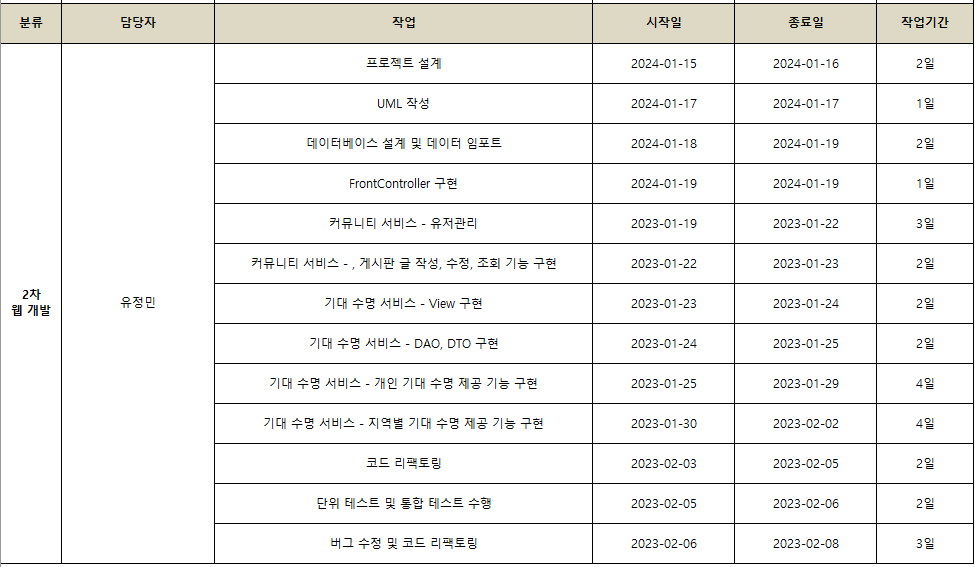 분류 담당자 작업 시작일 종료일 작업기간
프로젝트 설계 2024-01-15 2024-01-16 2일
UML 작성 2024-01-17 2024-01-17 1일
데이터베이스 설계 및 데이터 임포트 2024-01-18 2024-01-19 2일
FrontController 구현 2024-01-19 2024-01-19 1일
커뮤니티 서비스 - 유저관리 2023-01-19 2023-01-22 3일
커뮤니티 서비스 - , 게시판 글 작성, 수정, 조회 기능 구현 2023-01-22 2023-01-23 2일
2차
웹 개발
유정민
기대 수명 서비스 - View 구현 2023-01-23 2023-01-24 2일
기대 수명 서비스 - DAO, DTO 구현 2023-01-24 2023-01-25 2일
기대 수명 서비스 - 개인 기대 수명 제공 기능 구현 2023-01-25 2023-01-29 4일
기대 수명 서비스 - 지역별 기대 수명 제공 기능 구현 2023-01-30 2023-02-02 4일
코드 리팩토링 2023-02-03 2023-02-05 2일
단위 테스트 및 통합 테스트 수행 2023-02-05 2023-02-06 2일
버그 수정 및 코드 리팩토링 2023-02-06 2023-02-08 3일